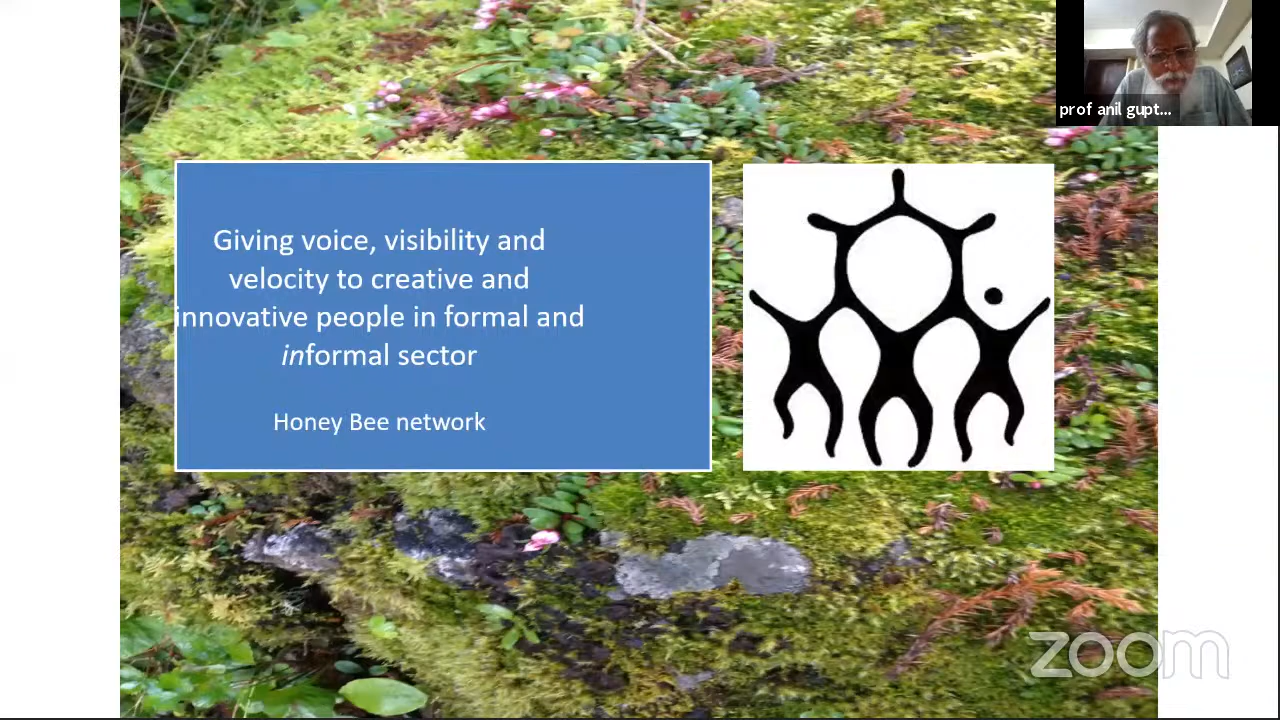 prof anil gupt...
Giving voice, visibility and
velocity to creative and
innovative people in formal and
informal sector
Honey Bee network
zoom